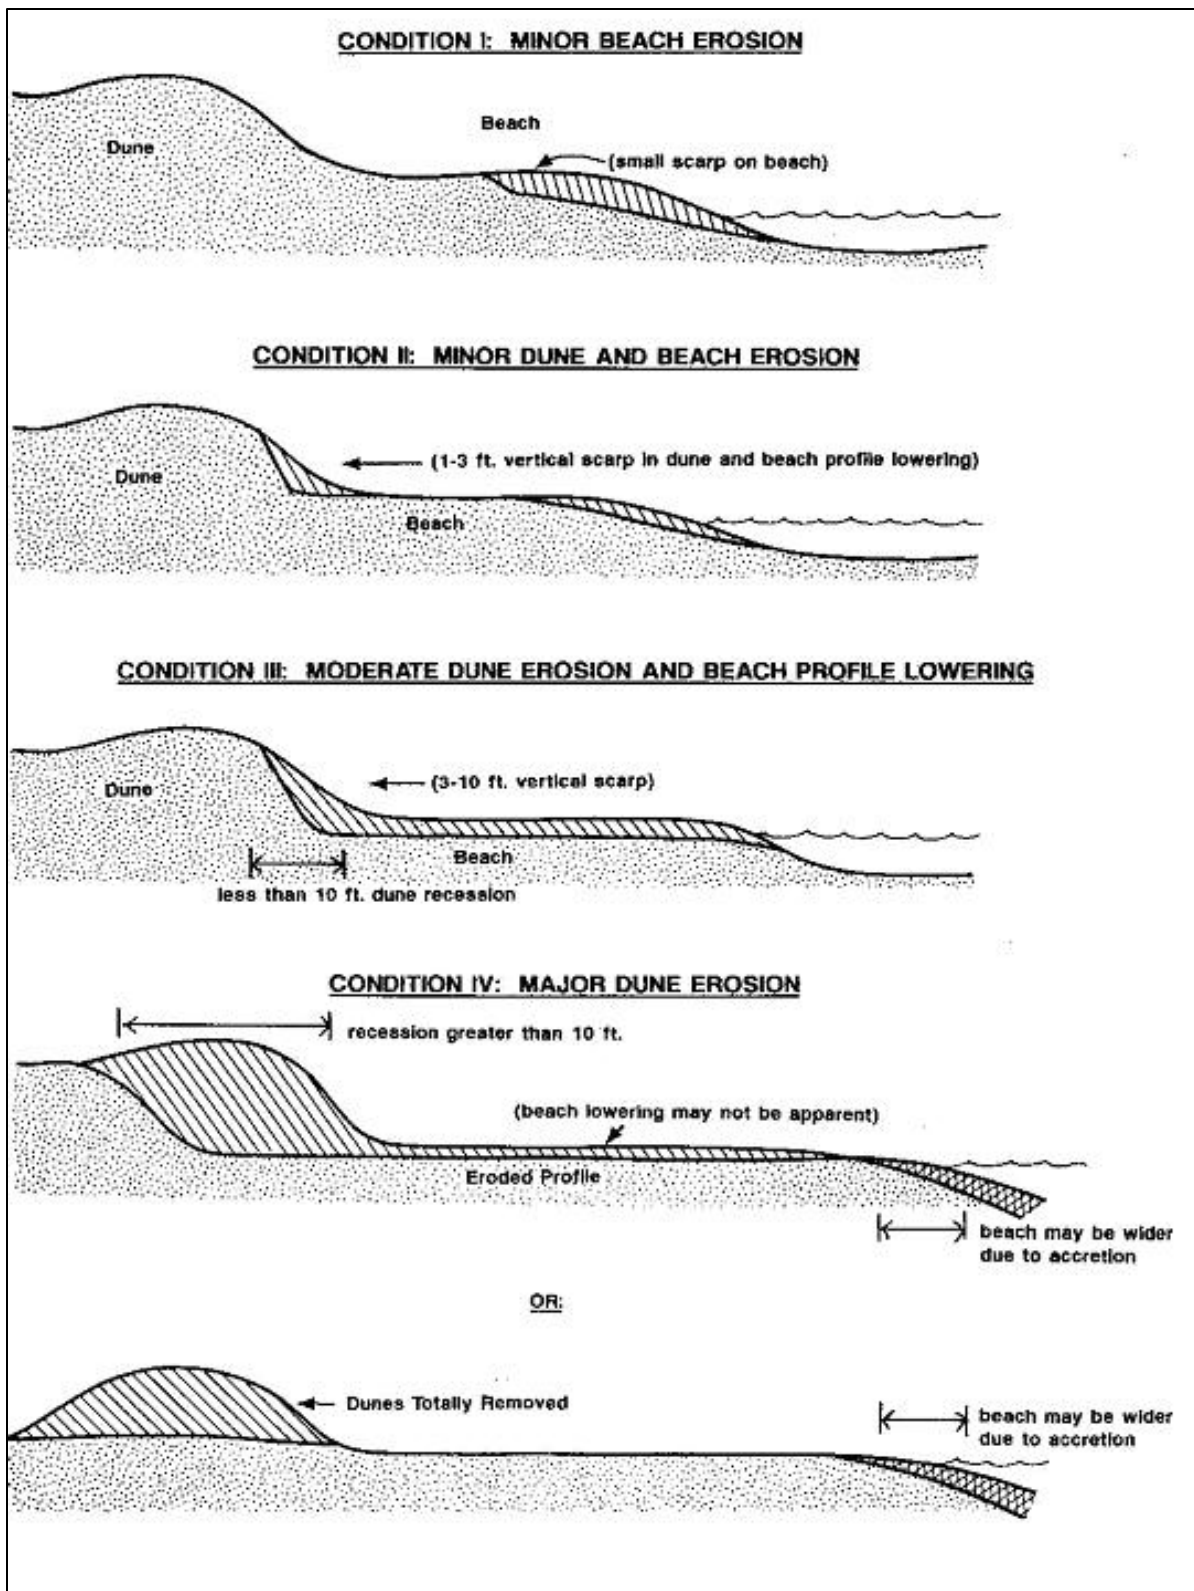 CONDITION I: MINOR BEACH EROSION
Beach
Dune
(small scarp on beach)
CONDITION II: MINOR DUNE AND BEACH EROSION
(1-3 ft. vertical scarp in dune and beach profile lowering)
Dune
Beach
CONDITION III: MODERATE DUNE EROSION AND BEACH PROFILE LOWERING
(3-10 ft. vertical scarp)
Dune
Beach
less than 10 ft. dune recession
CONDITION IV: MAJOR DUNE EROSION
recession greater than 10 ft.
(beach lowering may not be apparent)
Eroded Profile
beach may be wider
due to accretion
OR:
Dunes Totally Removed
beach may be wider
due to accretion